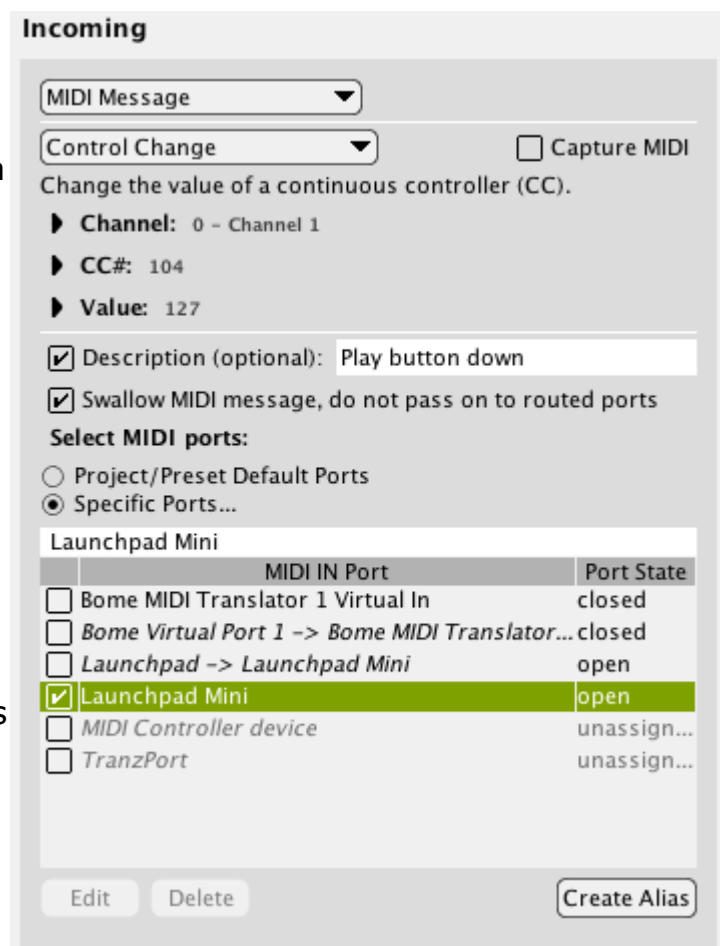 Incoming
MIDI Message
Control Change Capture MIDI
Change the value of a continuous controller (CC).
Channel: 0 – Channel 1
CC#: 104
Value: 127
Description (optional): Play button down
Swallow MIDI message, do not pass on to routed ports
Select MIDI ports:
Project/Preset Default Ports
Specific Ports...
Launchpad Mini
MIDI IN Port Port State
Bome MIDI Translator 1 Virtual In closed
Bome Virtual Port 1 –> Bome MIDI Translator... closed
Launchpad –> Launchpad Mini open
Launchpad Mini open
MIDI Controller device unassign...
TranzPort unassign...
Edit Delete Create Alias